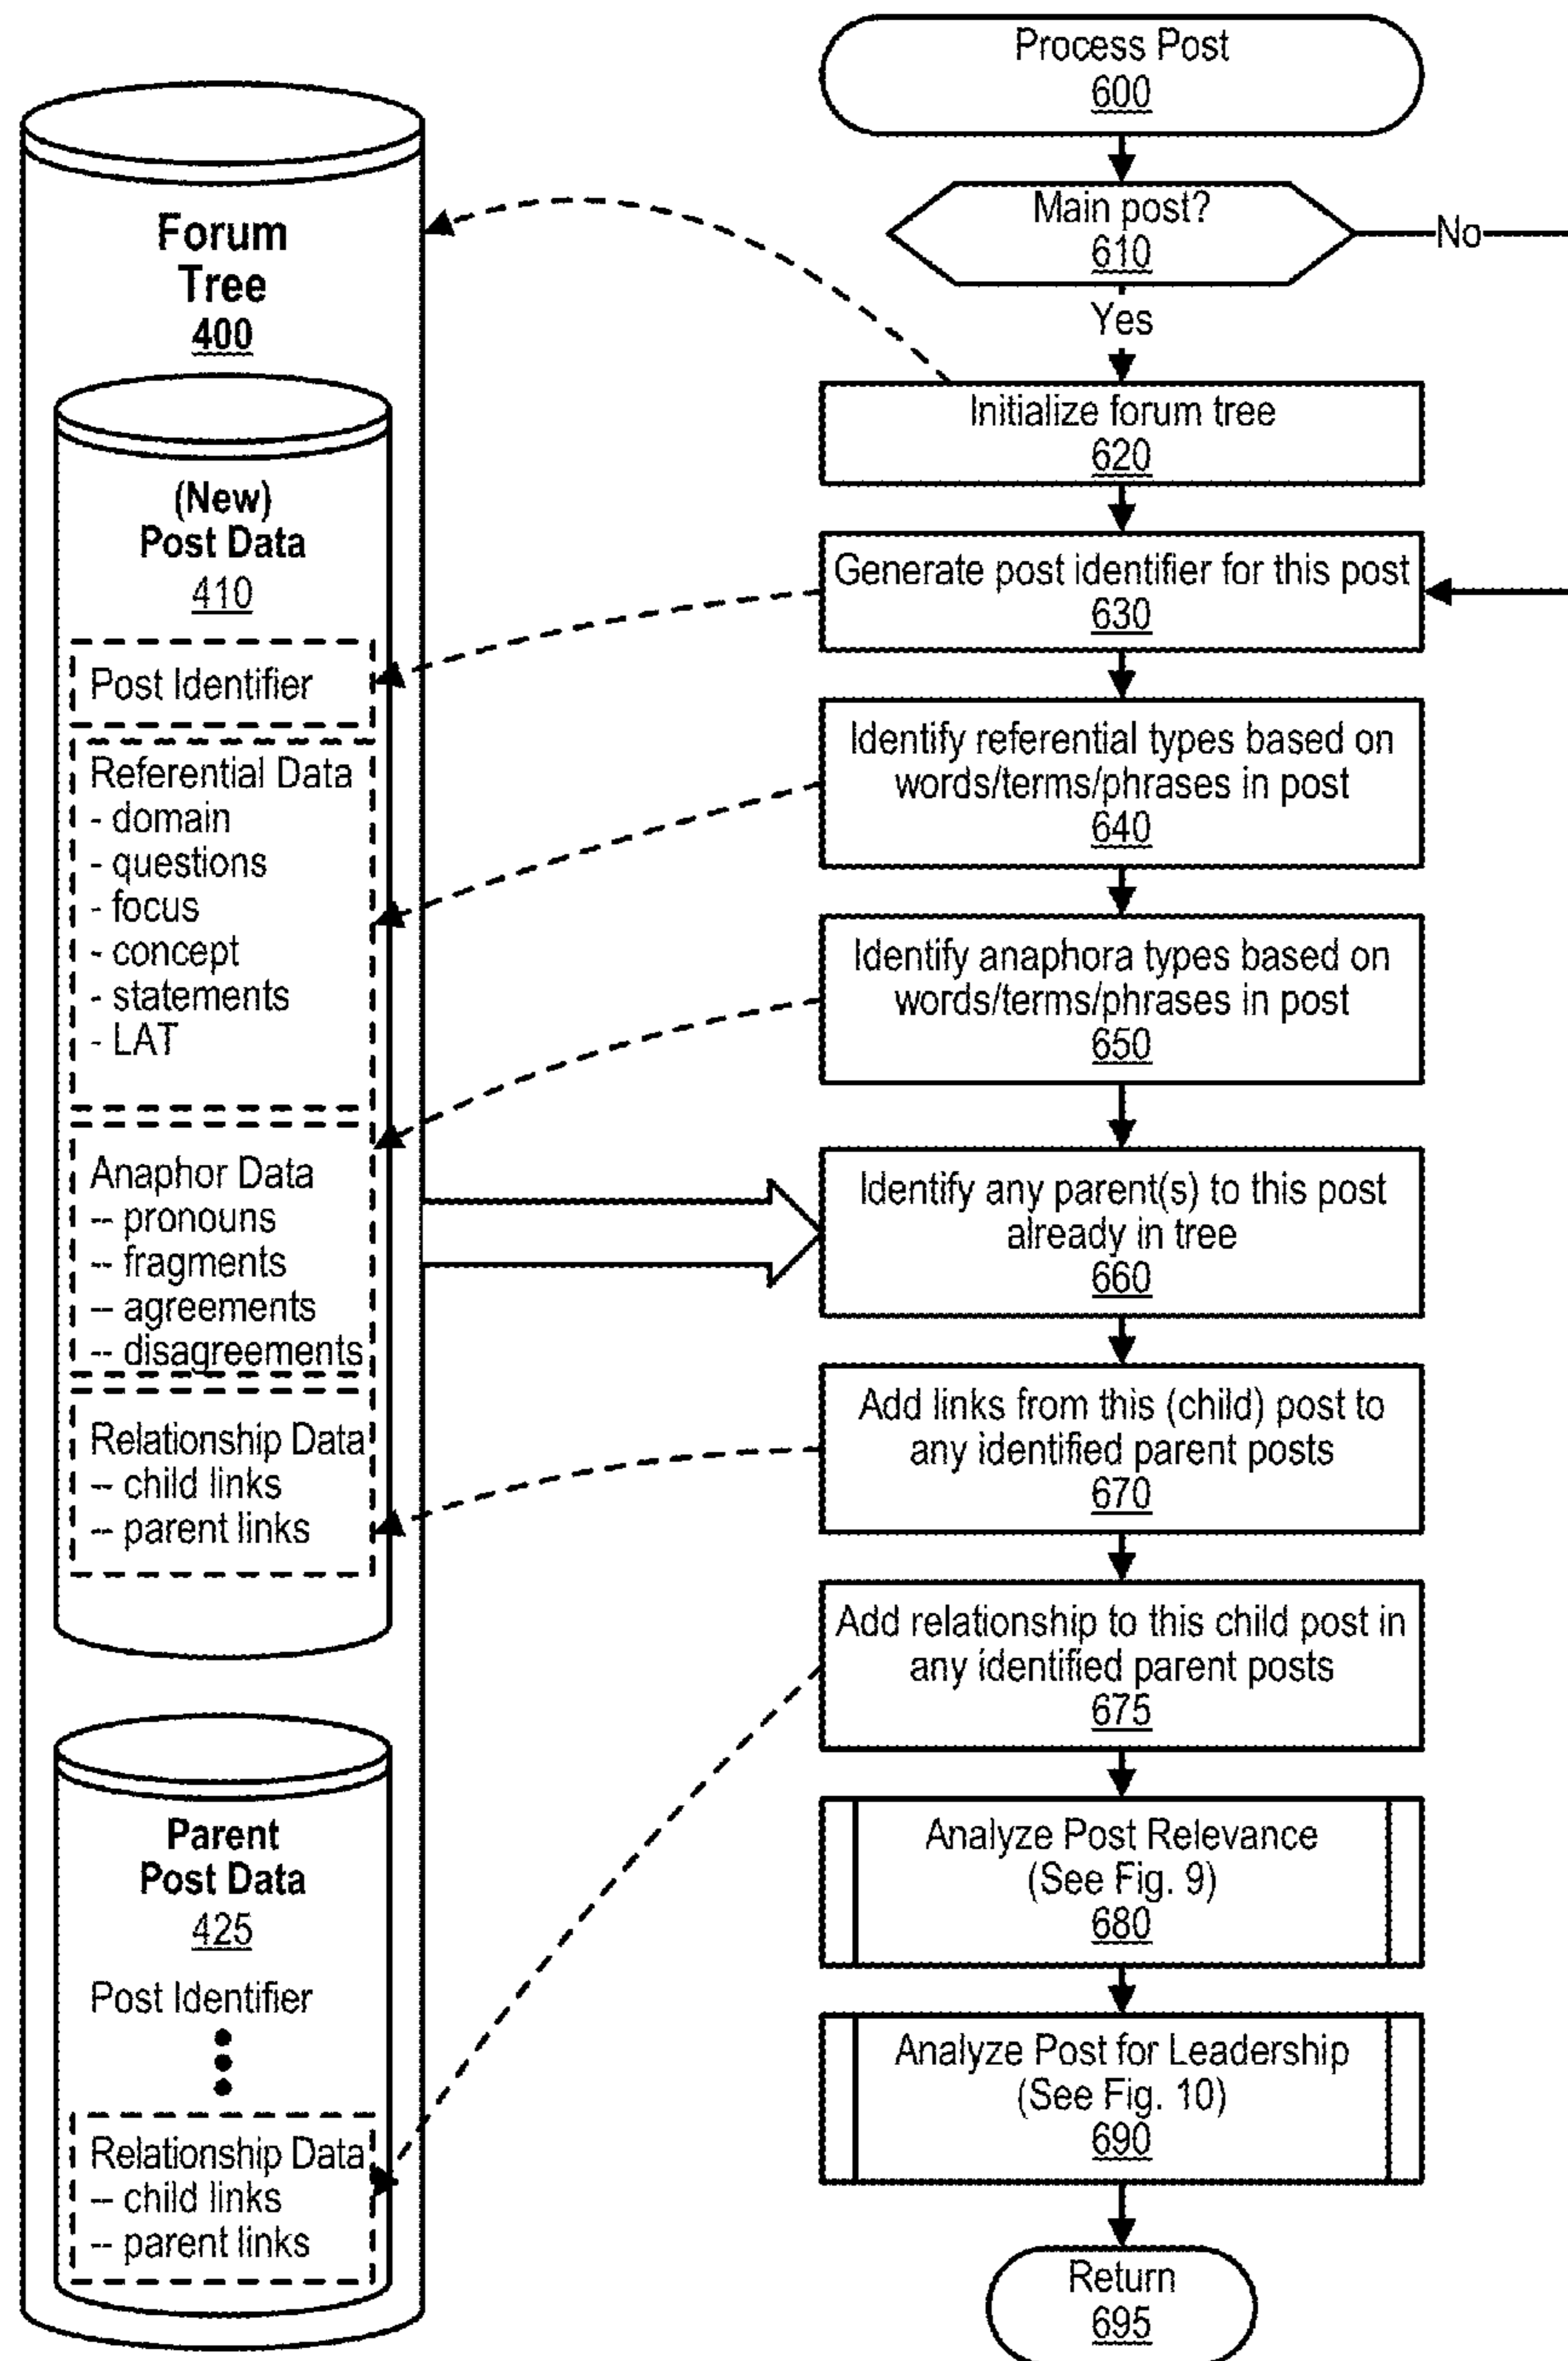 Forum
Tree
400
(New)
Post Data
410
Post Identifier
Referential Data
- domain
- questions
- focus
- concept
- statements
- LAT
Anaphor Data
-- pronouns
-- fragments
-- agreements
-- disagreements
Relationship Data
-- child links
-- parent links
Parent
Post Data
425
Post Identifier
Relationship Data
-- child links
-- parent links
Process Post
600
Main post?
610
No
Yes
Initialize forum tree
620
Generate post identifier for this post
630
Identify referential types based on
words/terms/phrases in post
640
Identify anaphora types based on
words/terms/phrases in post
650
Identify any parent(s) to this post
already in tree
660
Add links from this (child) post to
any identified parent posts
670
Add relationship to this child post in
any identified parent posts
675
Analyze Post Relevance
(See Fig. 9)
680
Analyze Post for Leadership
(See Fig. 10)
690
Return
695